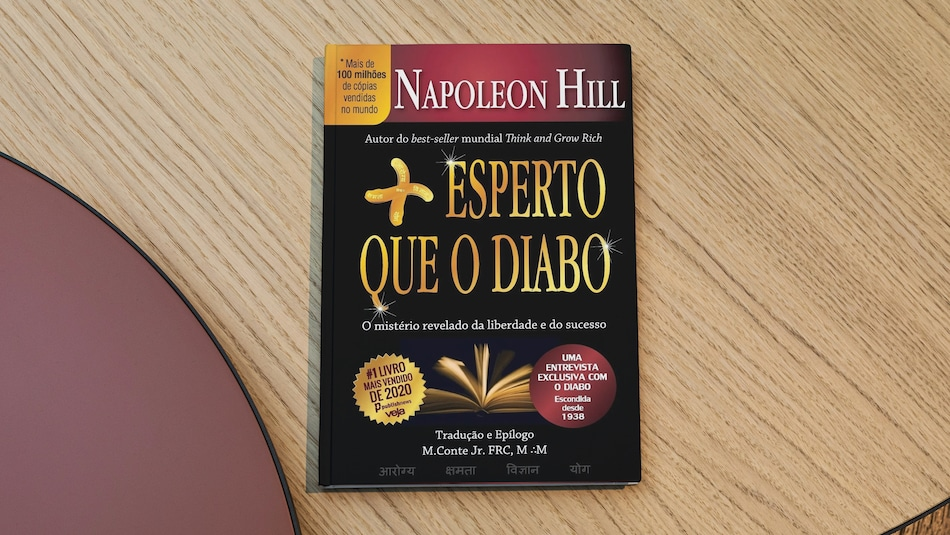 * Mais de
100 milhões
de cópias
vendidas
no mundo
NAPOLEON HILL
Autor do best-seller mundial Think and Grow Rich
+ ESPERTO
QUE O DIABO
O mistério revelado da liberdade e do sucesso
#1 LIVRO
MAIS VENDIDO
DE 2020
publishnews
veja
UMA
ENTREVISTA
EXCLUSIVA COM
O DIABO
Escondida
desde
1938
Tradução e Epílogo
M.Conte Jr. FRC, M ∴M
आरोग्य क्षमता विज्ञान योग